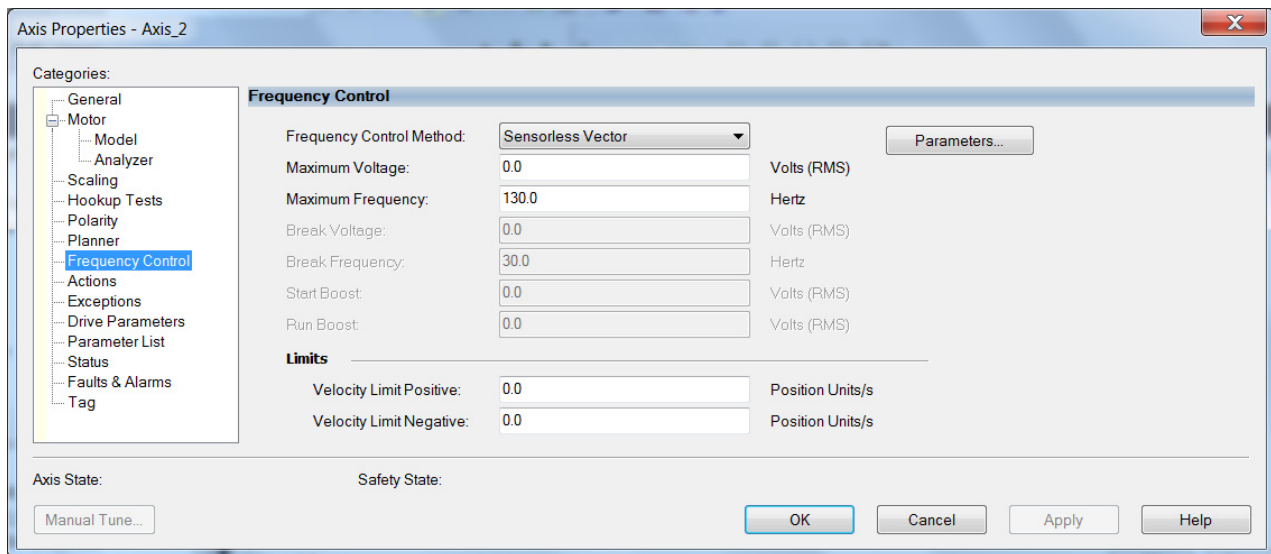 Axis Properties - Axis_2
X
Categories:
General
Motor
Model
Analyzer
Scaling
Hookup Tests
Polarity
Planner
Frequency Control
Actions
Exceptions
Drive Parameters
Parameter List
Status
Faults & Alarms
Tag
Frequency Control
Frequency Control Method: Sensorless Vector Parameters...
Maximum Voltage: 0.0 Volts (RMS)
Maximum Frequency: 130.0 Hertz
Break Voltage: 0.0 Volts (RMS)
Break Frequency: 30.0 Hertz
Start Boost: 0.0 Volts (RMS)
Run Boost: 0.0 Volts (RMS)
Limits
Velocity Limit Positive: 0.0 Position Units/s
Velocity Limit Negative: 0.0 Position Units/s
Axis State: Safety State:
Manual Tune... OK Cancel Apply Help